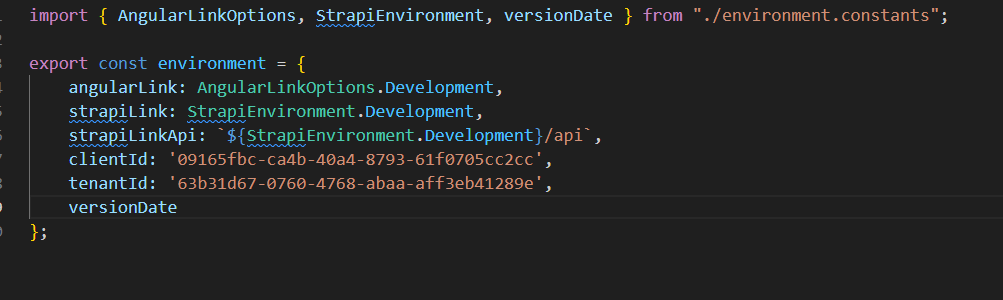 import { AngularLinkOptions, StrapiEnvironment, versionDate } from "./environment.constants";
export const environment = {
angularLink: AngularLinkOptions.Development,
strapiLink: StrapiEnvironment.Development,
strapiLinkApi: `${StrapiEnvironment.Development}/api`,
clientId: '09165fbc-ca4b-40a4-8793-61f0705cc2cc',
tenantId: '63b31d67-0760-4768-abaa-aff3eb41289e',
versionDate
};